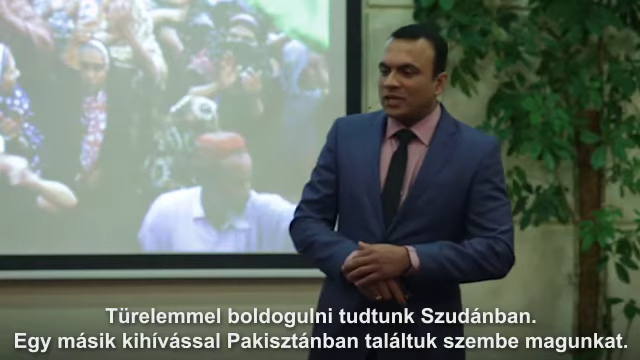 Türelemmel boldogulni tudtunk Szudánban.
Egy másik kihívással Pakisztánban találtuk szembe magunkat.